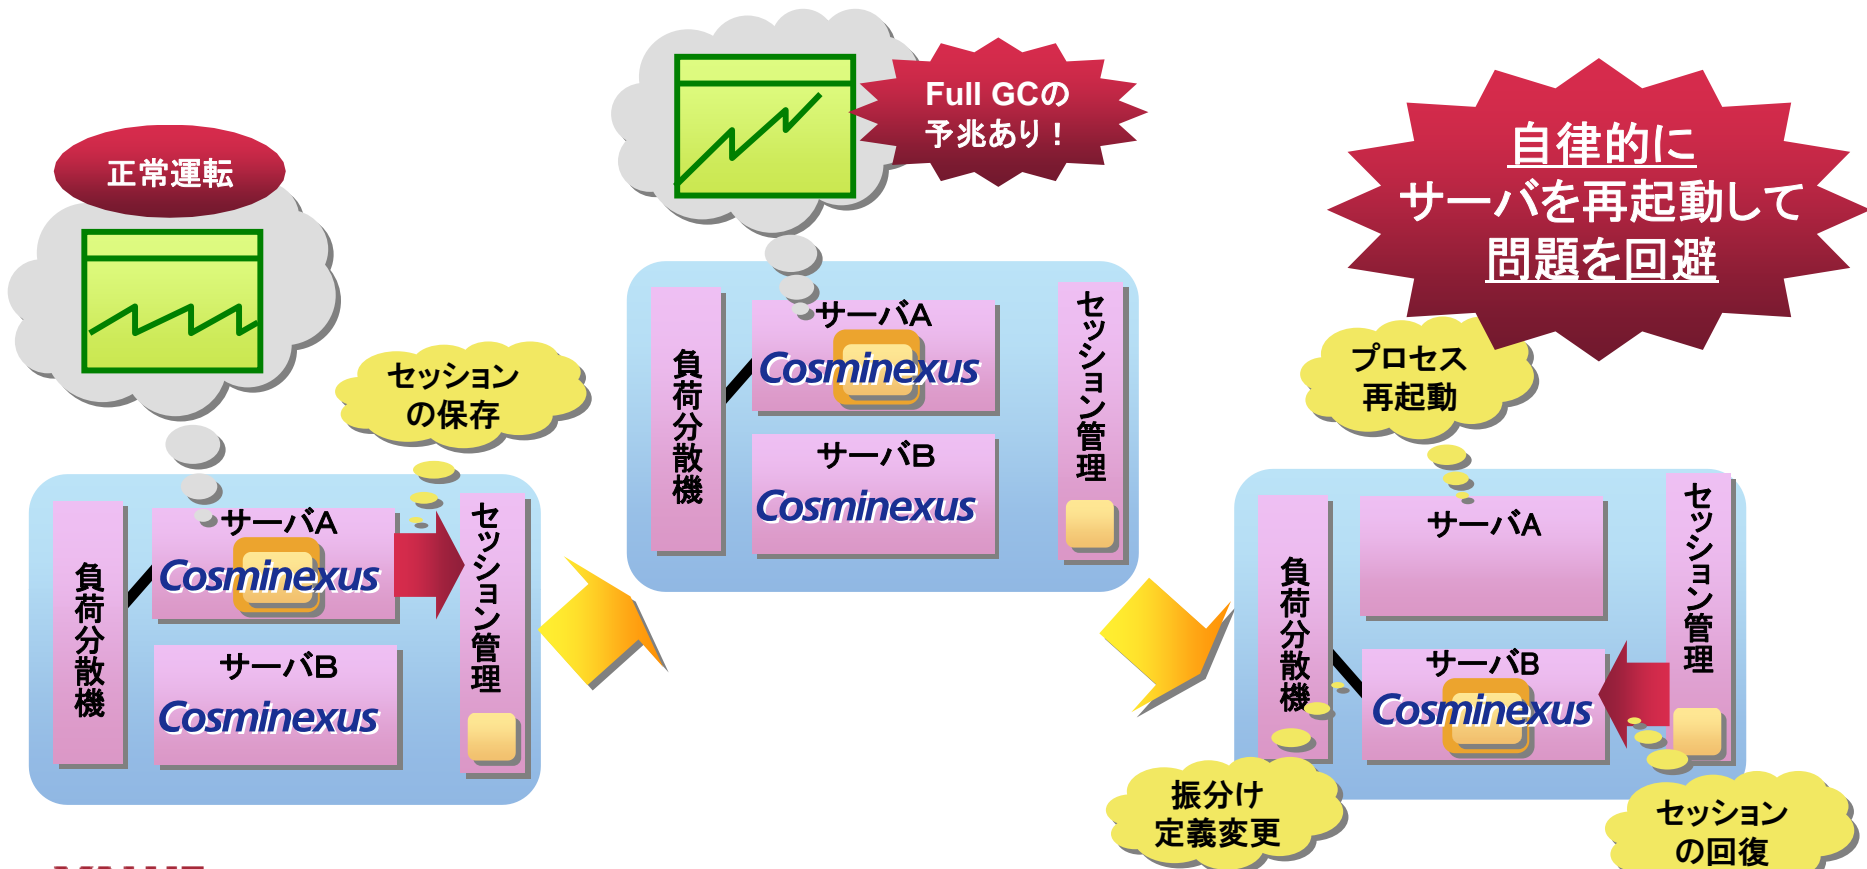 正常運転
セッション
の保存
負荷分散機
サーバA
Cosminexus
サーバB
Cosminexus
セッション管理
Full GCの
予兆あり！
負荷分散機
サーバA
Cosminexus
サーバB
Cosminexus
セッション管理
自律的に
サーバを再起動して
問題を回避
プロセス
再起動
負荷分散機
サーバA
サーバB
Cosminexus
セッション管理
振分け
定義変更
セッション
の回復